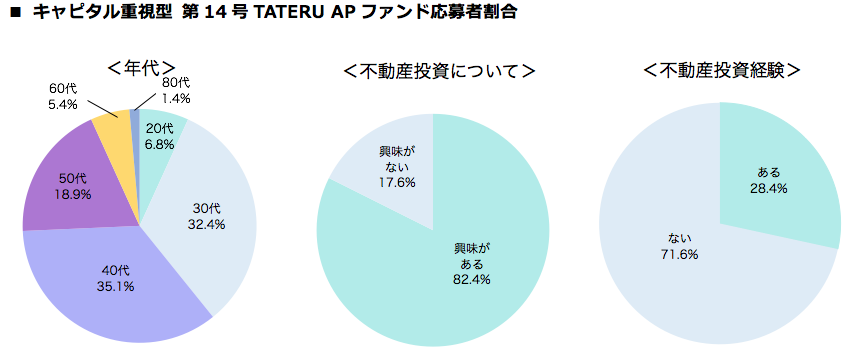 ■ キャピタル重視型 第 14 号 TATERU AP ファンド応募者割合
＜年代＞
60代
5.4%
80代
1.4%
20代
6.8%
30代
32.4%
40代
35.1%
50代
18.9%
＜不動産投資について＞
興味が
ない
17.6%
興味が
ある
82.4%
＜不動産投資経験＞
ある
28.4%
ない
71.6%